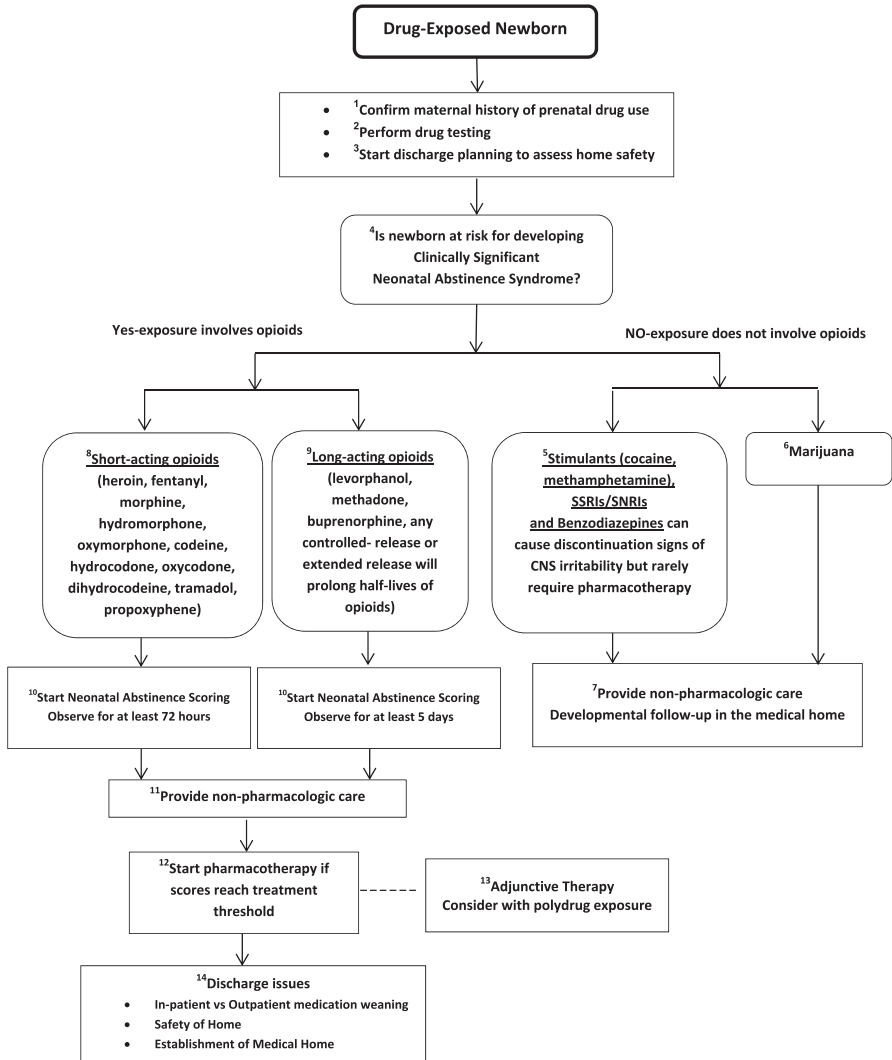 Drug-Exposed Newborn
• ¹Confirm maternal history of prenatal drug use
• ²Perform drug testing
• ³Start discharge planning to assess home safety
⁴Is newborn at risk for developing
Clinically Significant
Neonatal Abstinence Syndrome?
Yes-exposure involves opioids
NO-exposure does not involve opioids
⁸Short-acting opioids
(heroin, fentanyl,
morphine,
hydromorphone,
oxymorphone, codeine,
hydrocodone, oxycodone,
dihydrocodeine, tramadol,
propoxyphene)
⁹Long-acting opioids
(levorphanol,
methadone,
buprenorphine, any
controlled- release or
extended release will
prolong half-lives of
opioids)
⁵Stimulants (cocaine,
methamphetamine),
SSRIs/SNRIs
and Benzodiazepines can
cause discontinuation signs of
CNS irritability but rarely
require pharmacotherapy
⁶Marijuana
¹⁰Start Neonatal Abstinence Scoring
Observe for at least 72 hours
¹⁰Start Neonatal Abstinence Scoring
Observe for at least 5 days
⁷Provide non-pharmacologic care
Developmental follow-up in the medical home
¹¹Provide non-pharmacologic care
¹²Start pharmacotherapy if
scores reach treatment
threshold
¹³Adjunctive Therapy
Consider with polydrug exposure
¹⁴Discharge issues
• In-patient vs Outpatient medication weaning
• Safety of Home
• Establishment of Medical Home